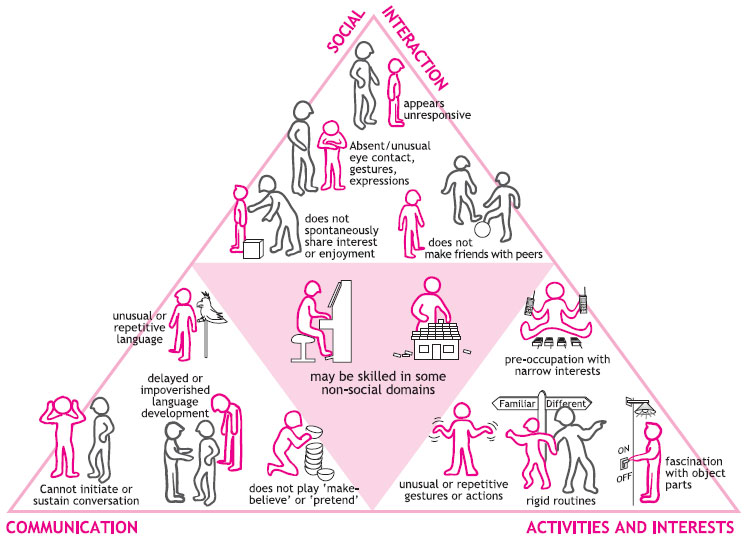 SOCIAL
INTERACTION
appears
unresponsive
Absent/unusual
eye contact,
gestures,
expressions
does not
spontaneously
share interest
or enjoyment
does not
make friends with peers
unusual or
repetitive
language
may be skilled in some
non-social domains
pre-occupation with
narrow interests
delayed or
impoverished
language
development
Familiar
Different
Cannot initiate or
sustain conversation
does not play 'make-
believe' or 'pretend'
unusual or repetitive
gestures or actions
rigid routines
ON
OFF
fascination
with object
parts
COMMUNICATION
ACTIVITIES AND INTERESTS